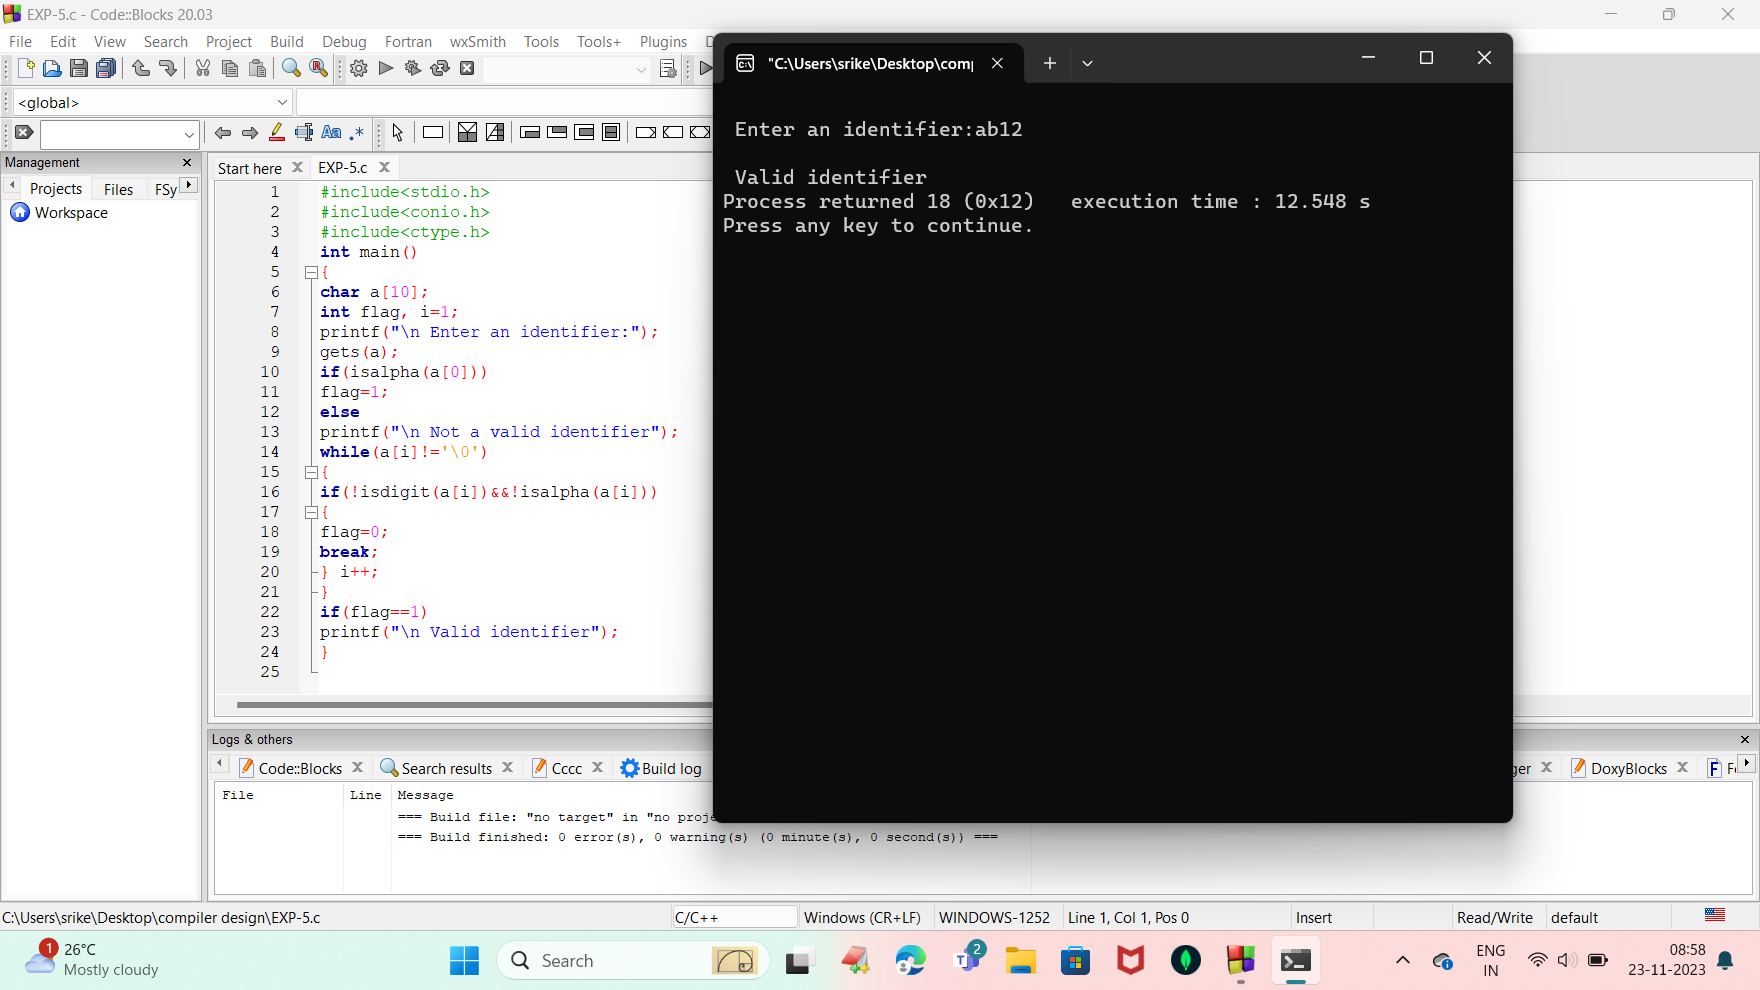 EXP-5.c - Code::Blocks 20.03
File Edit View Search Project Build Debug Fortran wxSmith Tools Tools+ Plugins D
<global>
Aa .*
Management
Projects Files FSy
Workspace
Start here EXP-5.c
1 #include<stdio.h>
2 #include<conio.h>
3 #include<ctype.h>
4 int main()
5 {
6 char a[10];
7 int flag, i=1;
8 printf("\n Enter an identifier:");
9 gets(a);
10 if(isalpha(a[0]))
11 flag=1;
12 else
13 printf("\n Not a valid identifier");
14 while(a[i]!='\0')
15 {
16 if(!isdigit(a[i])&&!isalpha(a[i]))
17 {
18 flag=0;
19 break;
20 } i++;
21 }
22 if(flag==1)
23 printf("\n Valid identifier");
24 }
25
"C:\Users\srike\Desktop\comp
Enter an identifier:ab12
Valid identifier
Process returned 18 (0x12) execution time : 12.548 s
Press any key to continue.
Logs & others
Code::Blocks Search results Cccc Build log ger DoxyBlocks F
File Line Message
=== Build file: "no target" in "no proje
=== Build finished: 0 error(s), 0 warning(s) (0 minute(s), 0 second(s)) ===
C:\Users\srike\Desktop\compiler design\EXP-5.c C/C++ Windows (CR+LF) WINDOWS-1252 Line 1, Col 1, Pos 0 Insert Read/Write default
1
26°C
Mostly cloudy
Search
2
ENG
IN
08:58
23-11-2023